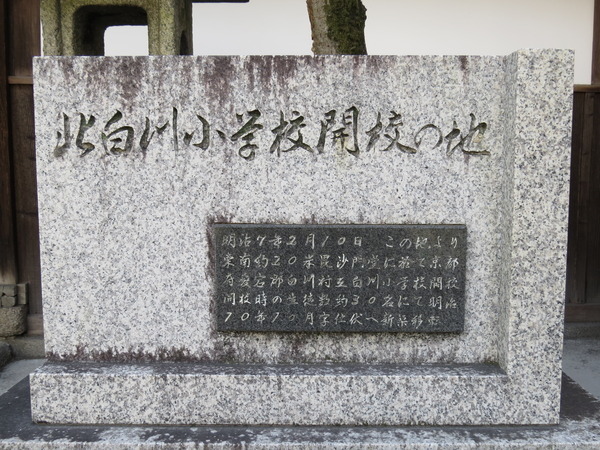 北白川小学校開校の地
明治7年2月10日 この地より
東南約20米毘沙門堂に於て京都
府愛宕郡白川村立白川小学校開校
開校時の生徒数約30名にて明治
10年10月字仕伏へ新築移転